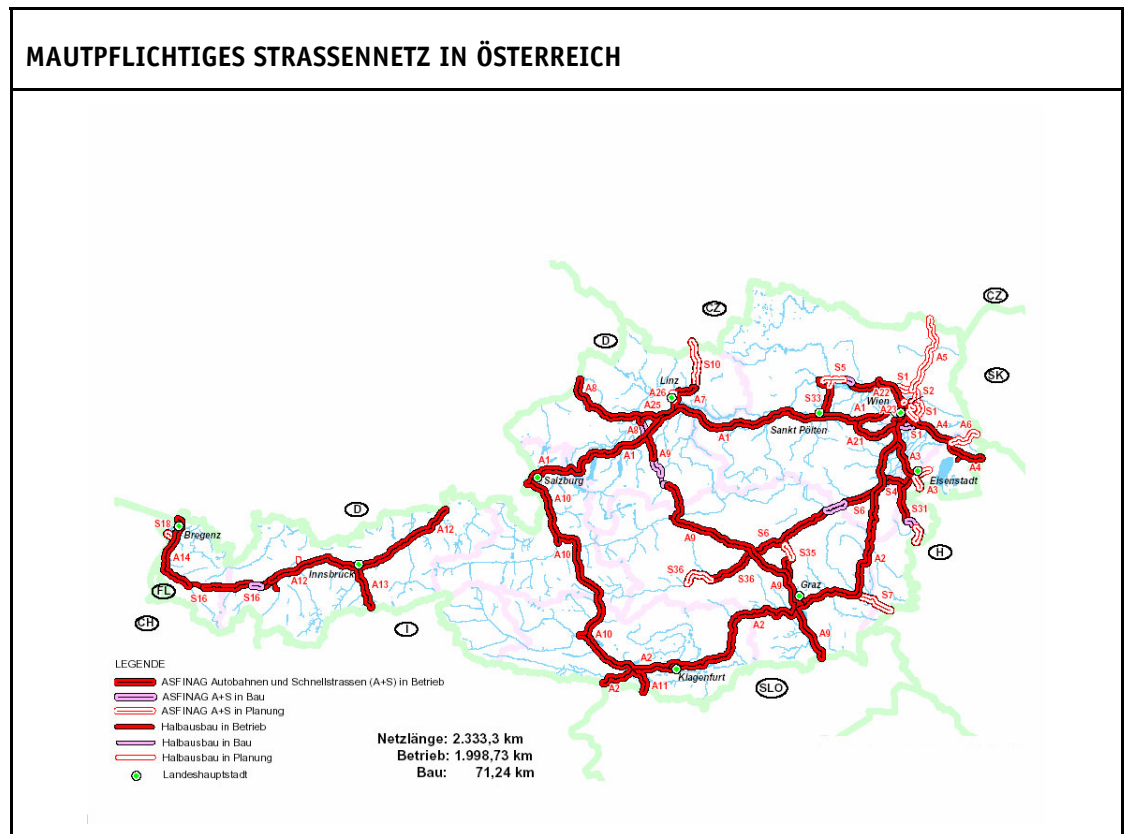 MAUTPFLICHTIGES STRASSENNETZ IN ÖSTERREICH
CZ
CZ
D
SK
A5
S10
S5
S1
A8
Linz
A26
A22
S2
A25
A7
S33
Wien
A23
S1
A1
A4
A6
Sankt Pölten
A8
A1
A21
S1
A1
A9
A3
A4
A1
Salzburg
Eisenstadt
A10
S4
A3
D
A12
S6
S31
S18
Bregenz
A9
S6
H
A14
D
A10
S35
A2
Innsbruck
A12
A13
S36
S36
A9
Graz
FL
S16
S16
S7
CH
I
A10
A2
A9
A2
Klagenfurt
A2
A11
SLO
LEGENDE
ASFINAG Autobahnen und Schnellstrassen (A+S) in Betrieb
ASFINAG A+S in Bau
ASFINAG A+S in Planung
Halbausbau in Betrieb
Halbausbau in Bau
Halbausbau in Planung
Landeshauptstadt
Netzlänge: 2.333,3 km
Betrieb: 1.998,73 km
Bau: 71,24 km